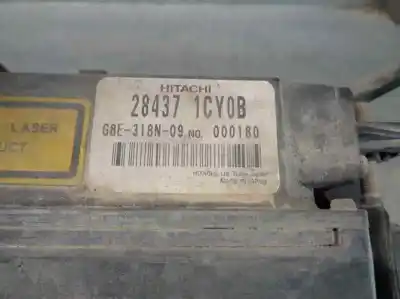 HITACHI
28437 1CY0B
G8E-318N-09 NO. 000180
LASER
UCT